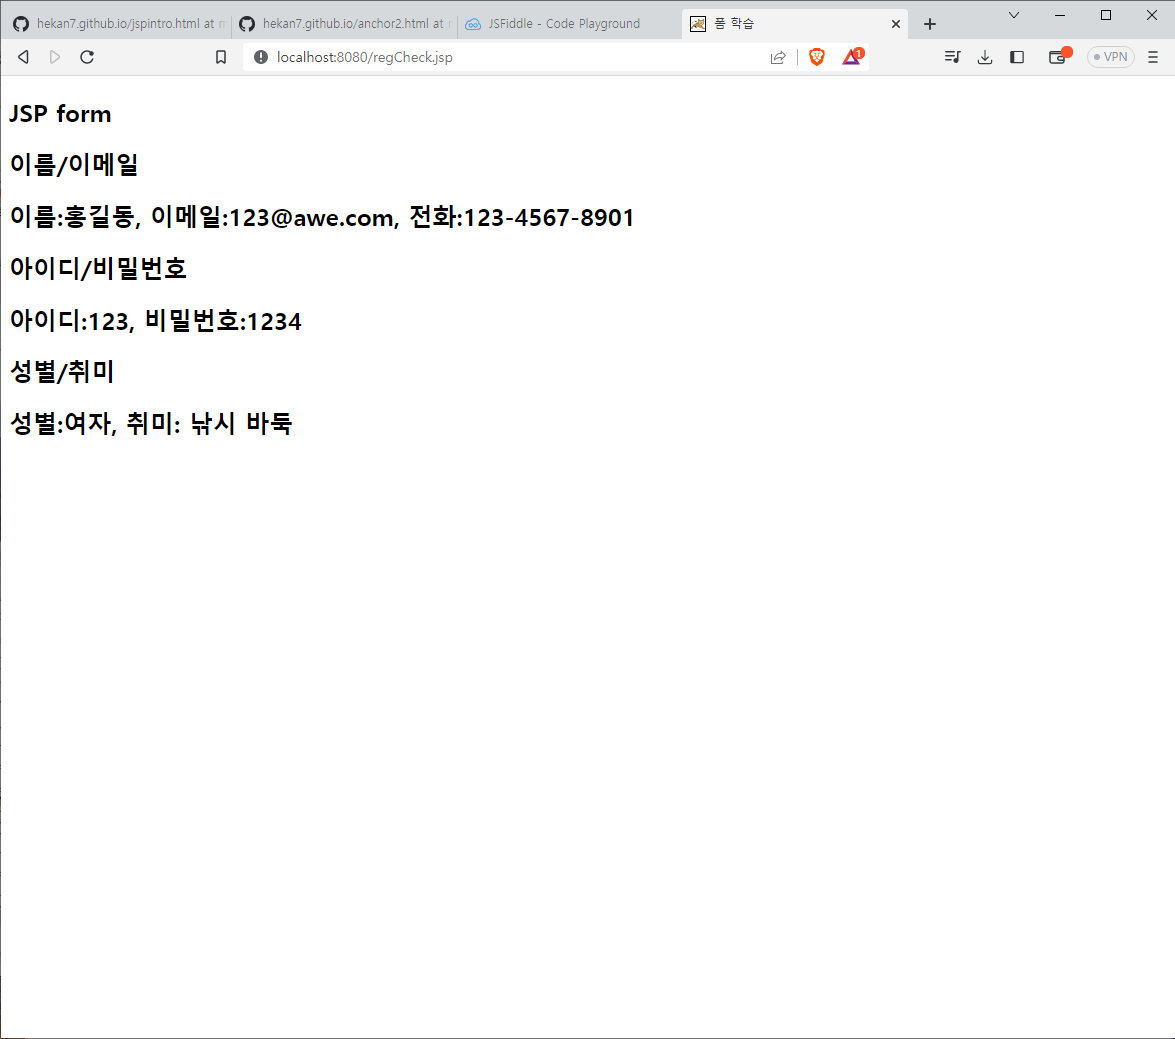 hekan7.github.io/jspintro.html at
hekan7.github.io/anchor2.html at
JSFiddle - Code Playground
폼 학습
localhost:8080/regCheck.jsp
1
VPN
JSP form
이름/이메일
이름:홍길동, 이메일:123@awe.com, 전화:123-4567-8901
아이디/비밀번호
아이디:123, 비밀번호:1234
성별/취미
성별:여자, 취미: 낚시 바둑